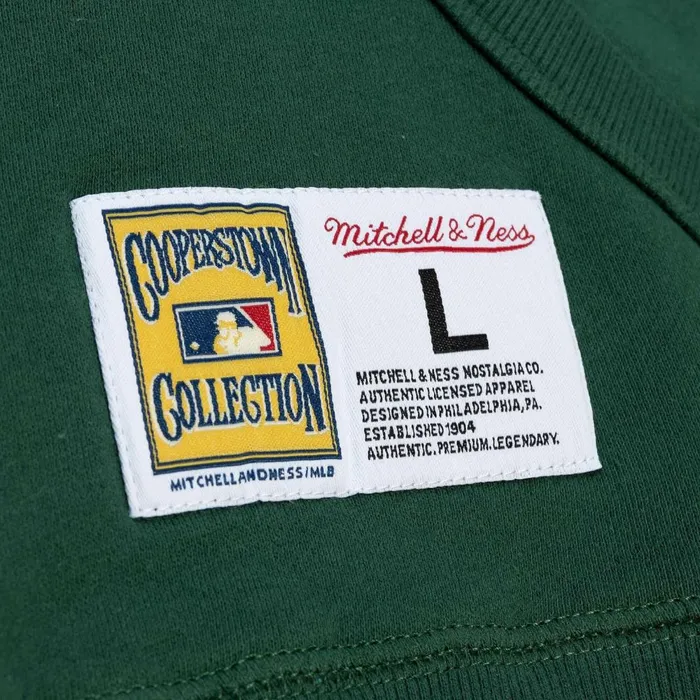 COOPERSTOWN
COLLECTION
MITCHELLANDNESS/MLB
Mitchell & Ness
L
MITCHELL & NESS NOSTALGIA CO.
AUTHENTIC LICENSED APPAREL
DESIGNED IN PHILADELPHIA, PA.
ESTABLISHED 1904
AUTHENTIC. PREMIUM. LEGENDARY.